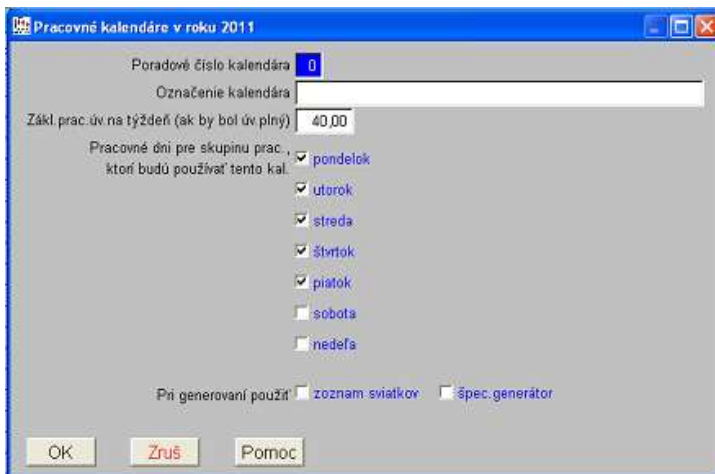 Pracovné kalendáre v roku 2011
Poradové číslo kalendára 0
Označenie kalendára
Zákl.prac.úv.na týždeň (ak by bol úv.plný) 40,00
Pracovné dni pre skupinu prac.,
ktorí budú používať tento kal.
pondelok
utorok
streda
štvrtok
piatok
sobota
nedeľa
Pri generovaní použiť zoznam sviatkov špec.generátor
OK Zruš Pomoc